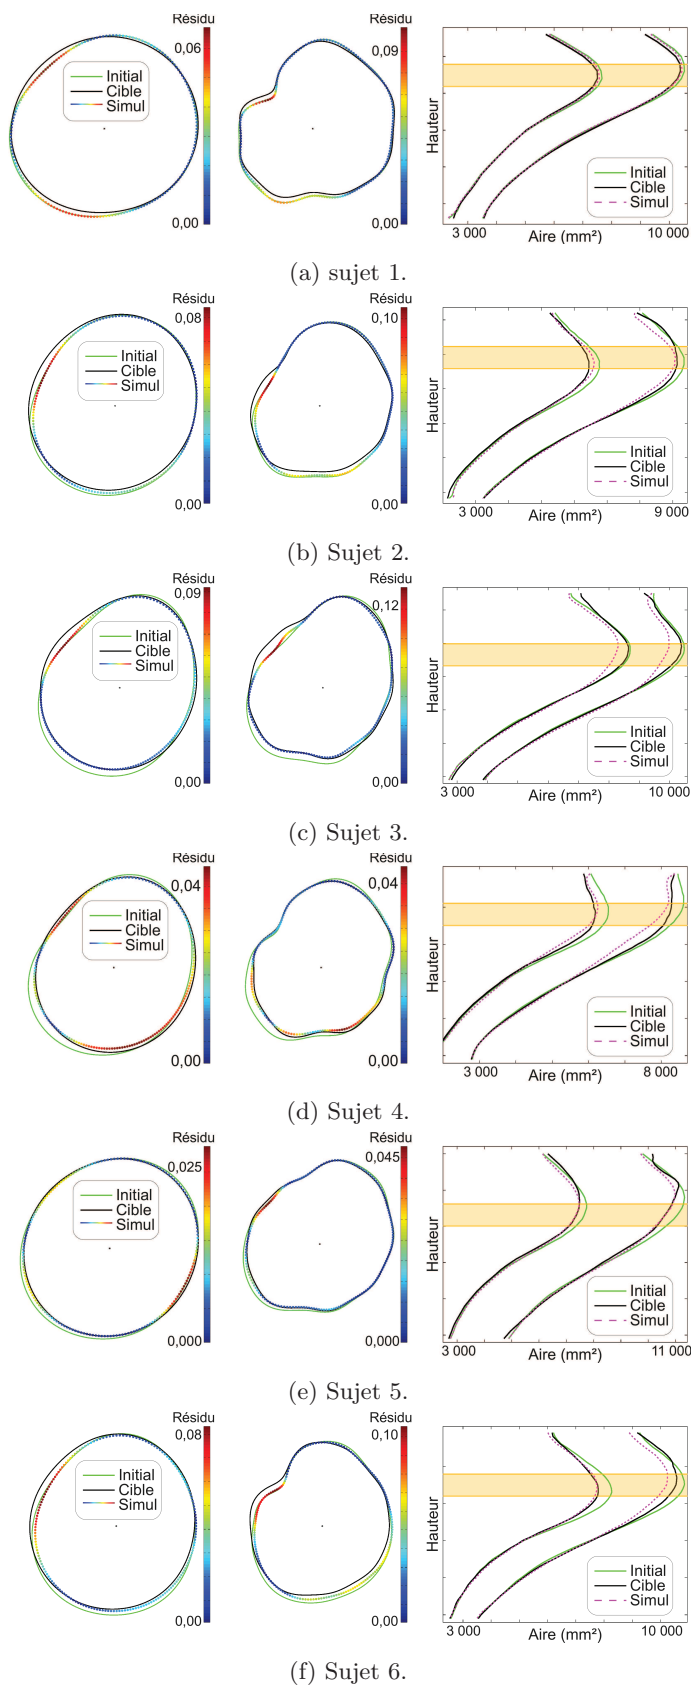 Résidu
0,06
Initial
Cible
Simul
0,00
Résidu
0,09
0,00
Hauteur
Initial
Cible
Simul
3 000
10 000
Aire (mm²)
(a) sujet 1.
Résidu
0,08
Initial
Cible
Simul
0,00
Résidu
0,10
0,00
Hauteur
Initial
Cible
Simul
3 000
9 000
Aire (mm²)
(b) Sujet 2.
Résidu
0,09
Initial
Cible
Simul
0,00
Résidu
0,12
0,00
Hauteur
Initial
Cible
Simul
3 000
10 000
Aire (mm²)
(c) Sujet 3.
Résidu
0,04
Initial
Cible
Simul
0,00
Résidu
0,04
0,00
Hauteur
Initial
Cible
Simul
3 000
8 000
Aire (mm²)
(d) Sujet 4.
Résidu
0,025
Initial
Cible
Simul
0,000
Résidu
0,045
0,000
Hauteur
Initial
Cible
Simul
3 000
11 000
Aire (mm²)
(e) Sujet 5.
Résidu
0,08
Initial
Cible
Simul
0,00
Résidu
0,10
0,00
Hauteur
Initial
Cible
Simul
3 000
10 000
Aire (mm²)
(f) Sujet 6.